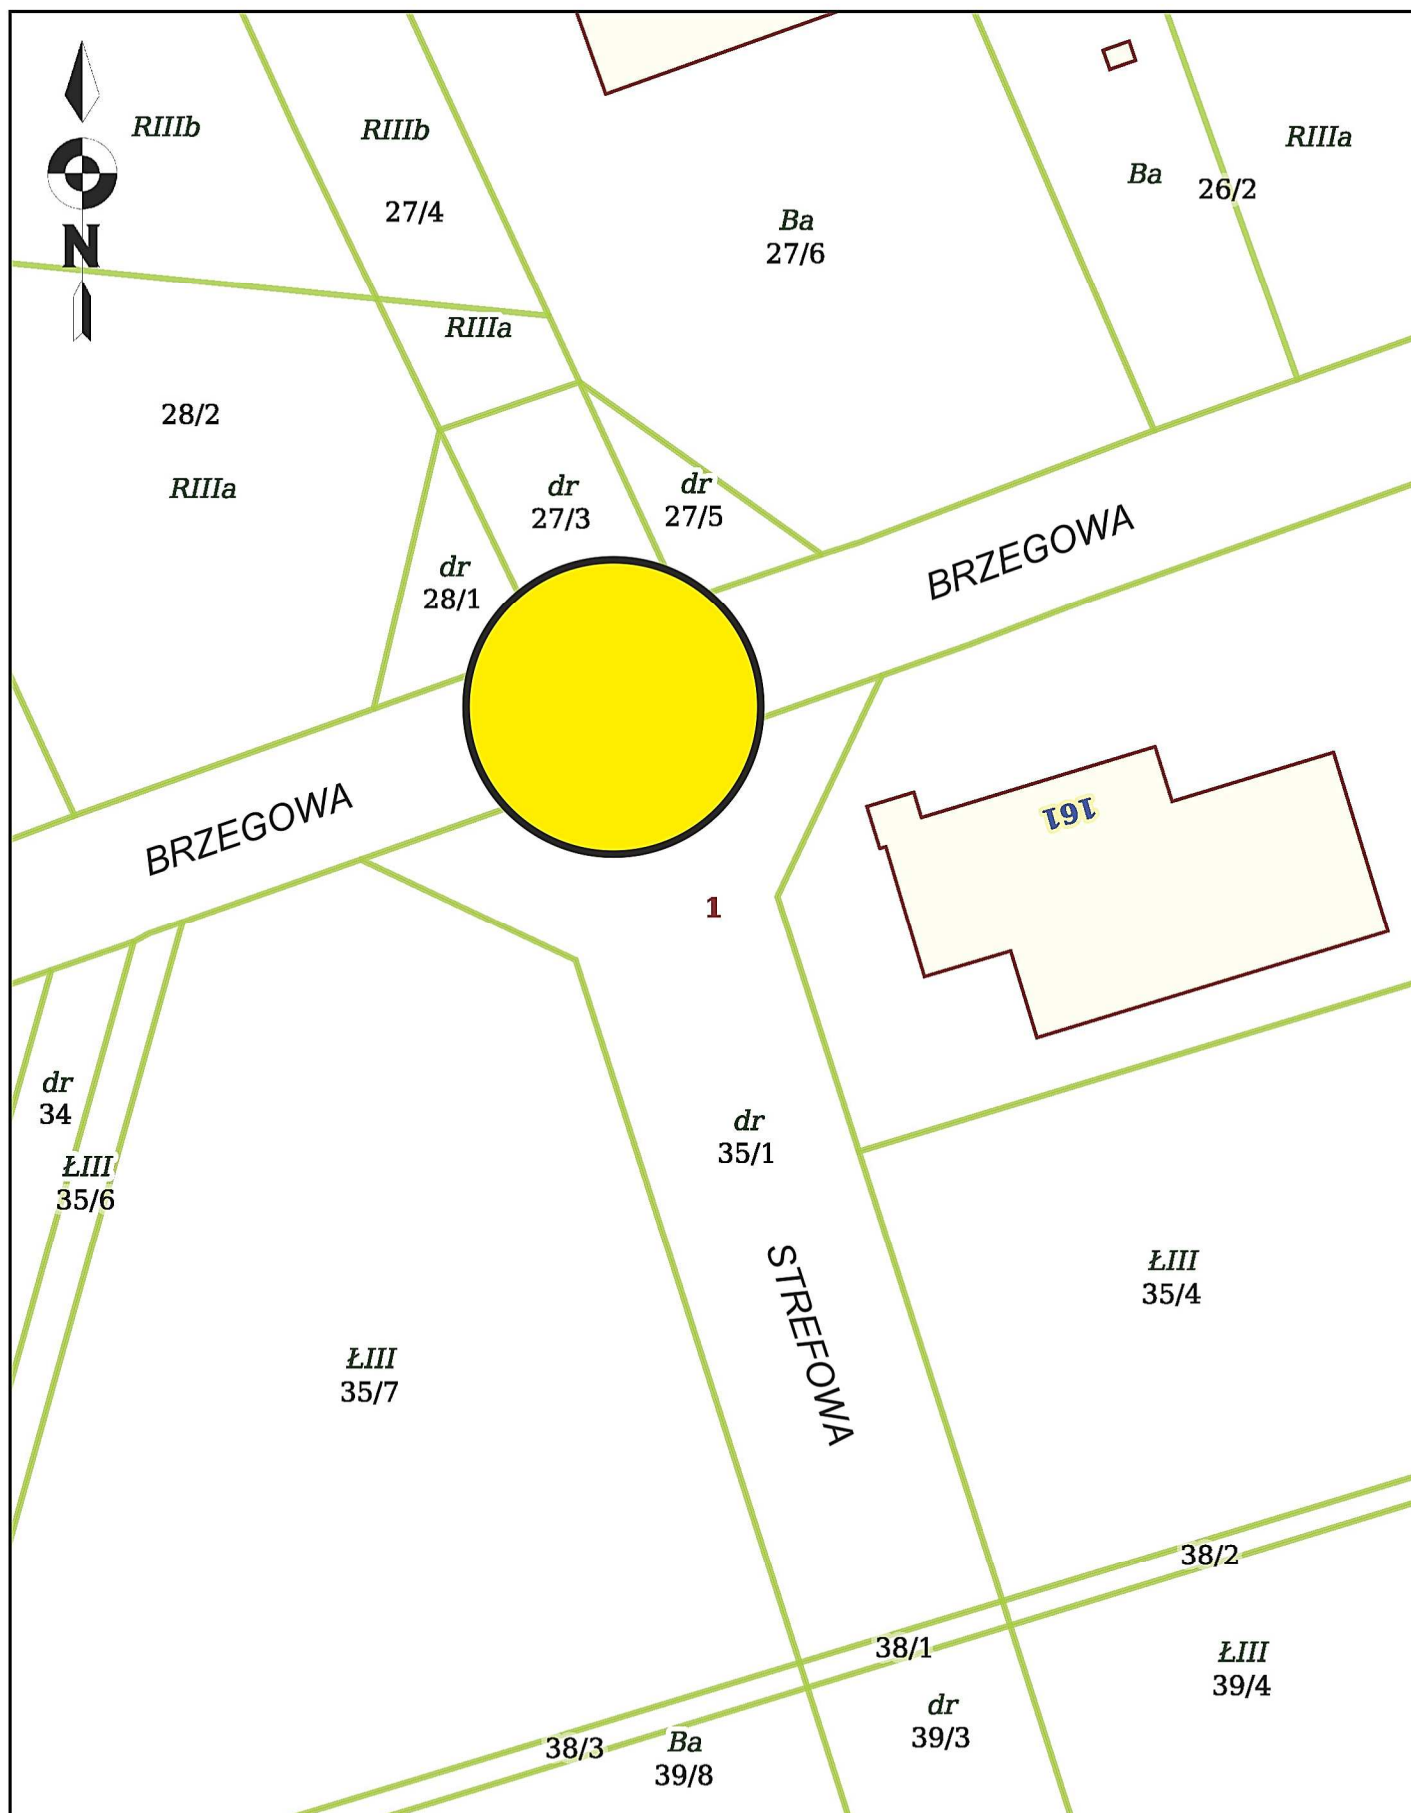 RIIIb
RIIIb
RIIIa
Ba
26/2
27/4
Ba
27/6
N
RIIIa
28/2
RIIIa
dr
27/3
dr
27/5
BRZEGOWA
dr
28/1
BRZEGOWA
161
1
dr
34
dr
35/1
ŁIII
35/6
STREFOWA
ŁIII
35/4
ŁIII
35/7
38/2
38/1
ŁIII
39/4
dr
39/3
38/3
Ba
39/8